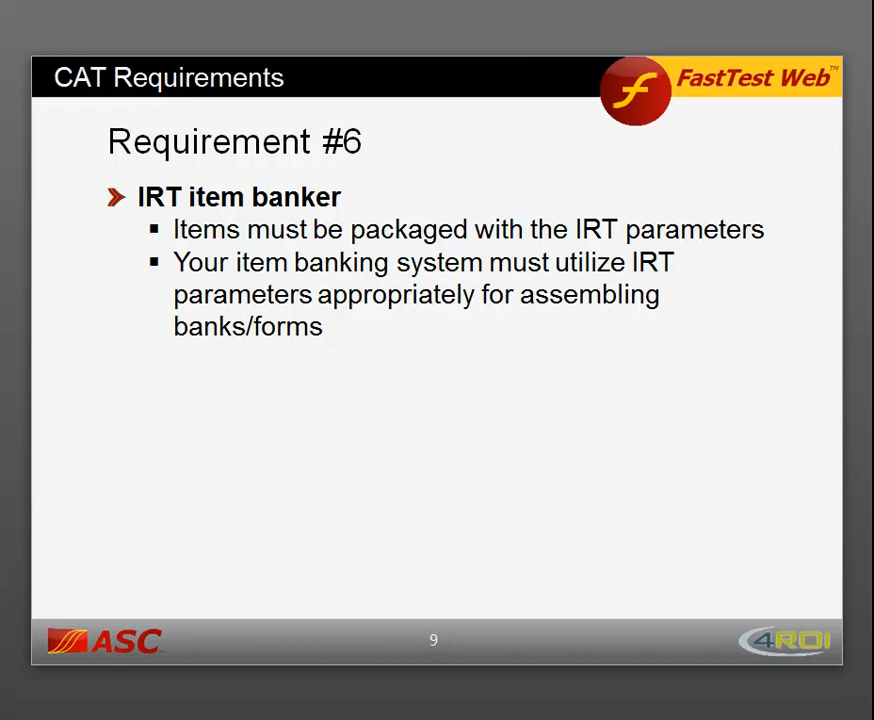 CAT Requirements
f FastTest Web™
Requirement #6
IRT item banker
Items must be packaged with the IRT parameters
Your item banking system must utilize IRT
parameters appropriately for assembling
banks/forms
ASC
9
4ROI